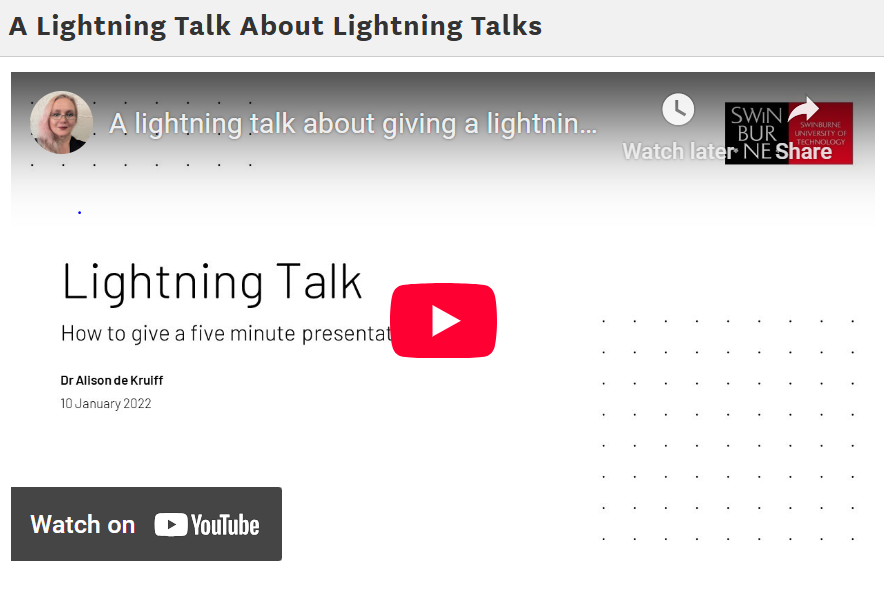 A Lightning Talk About Lightning Talks
A lightning talk about giving a lightnin...
Watch later
Share
SWiN
BUR
NE
SWINBURNE
UNIVERSITY OF
TECHNOLOGY
Lightning Talk
How to give a five minute presentat
Dr Alison de Kruiff
10 January 2022
Watch on YouTube